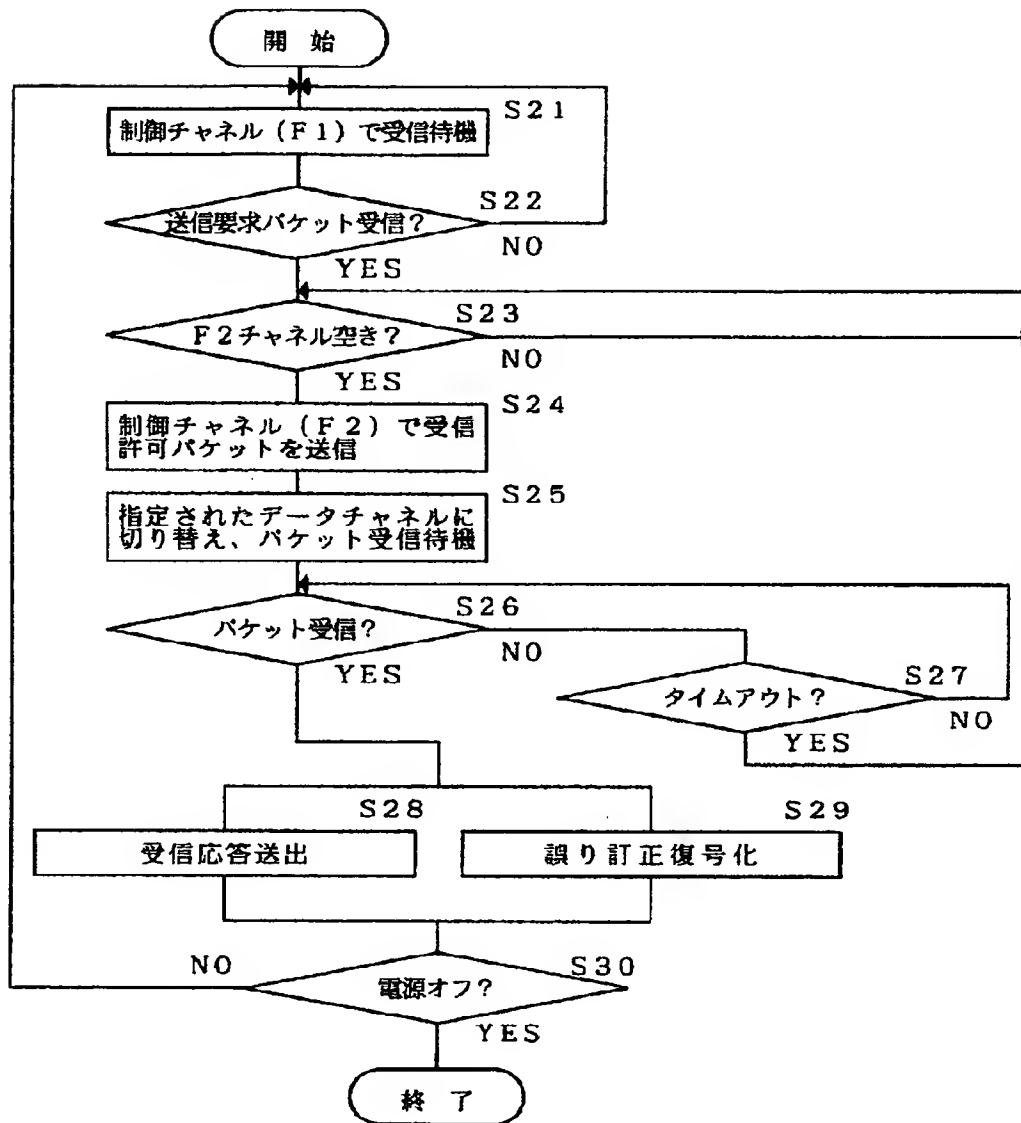 開始
S21
制御チャネル（F1）で受信待機
S22
送信要求パケット受信？
NO
YES
S23
F2チャネル空き？
NO
YES
S24
制御チャネル（F2）で受信
許可パケットを送信
S25
指定されたデータチャネルに
切り替え、パケット受信待機
S26
パケット受信？
NO
YES
S27
タイムアウト？
NO
YES
S28
受信応答送出
S29
誤り訂正復号化
NO
S30
電源オフ？
YES
終了